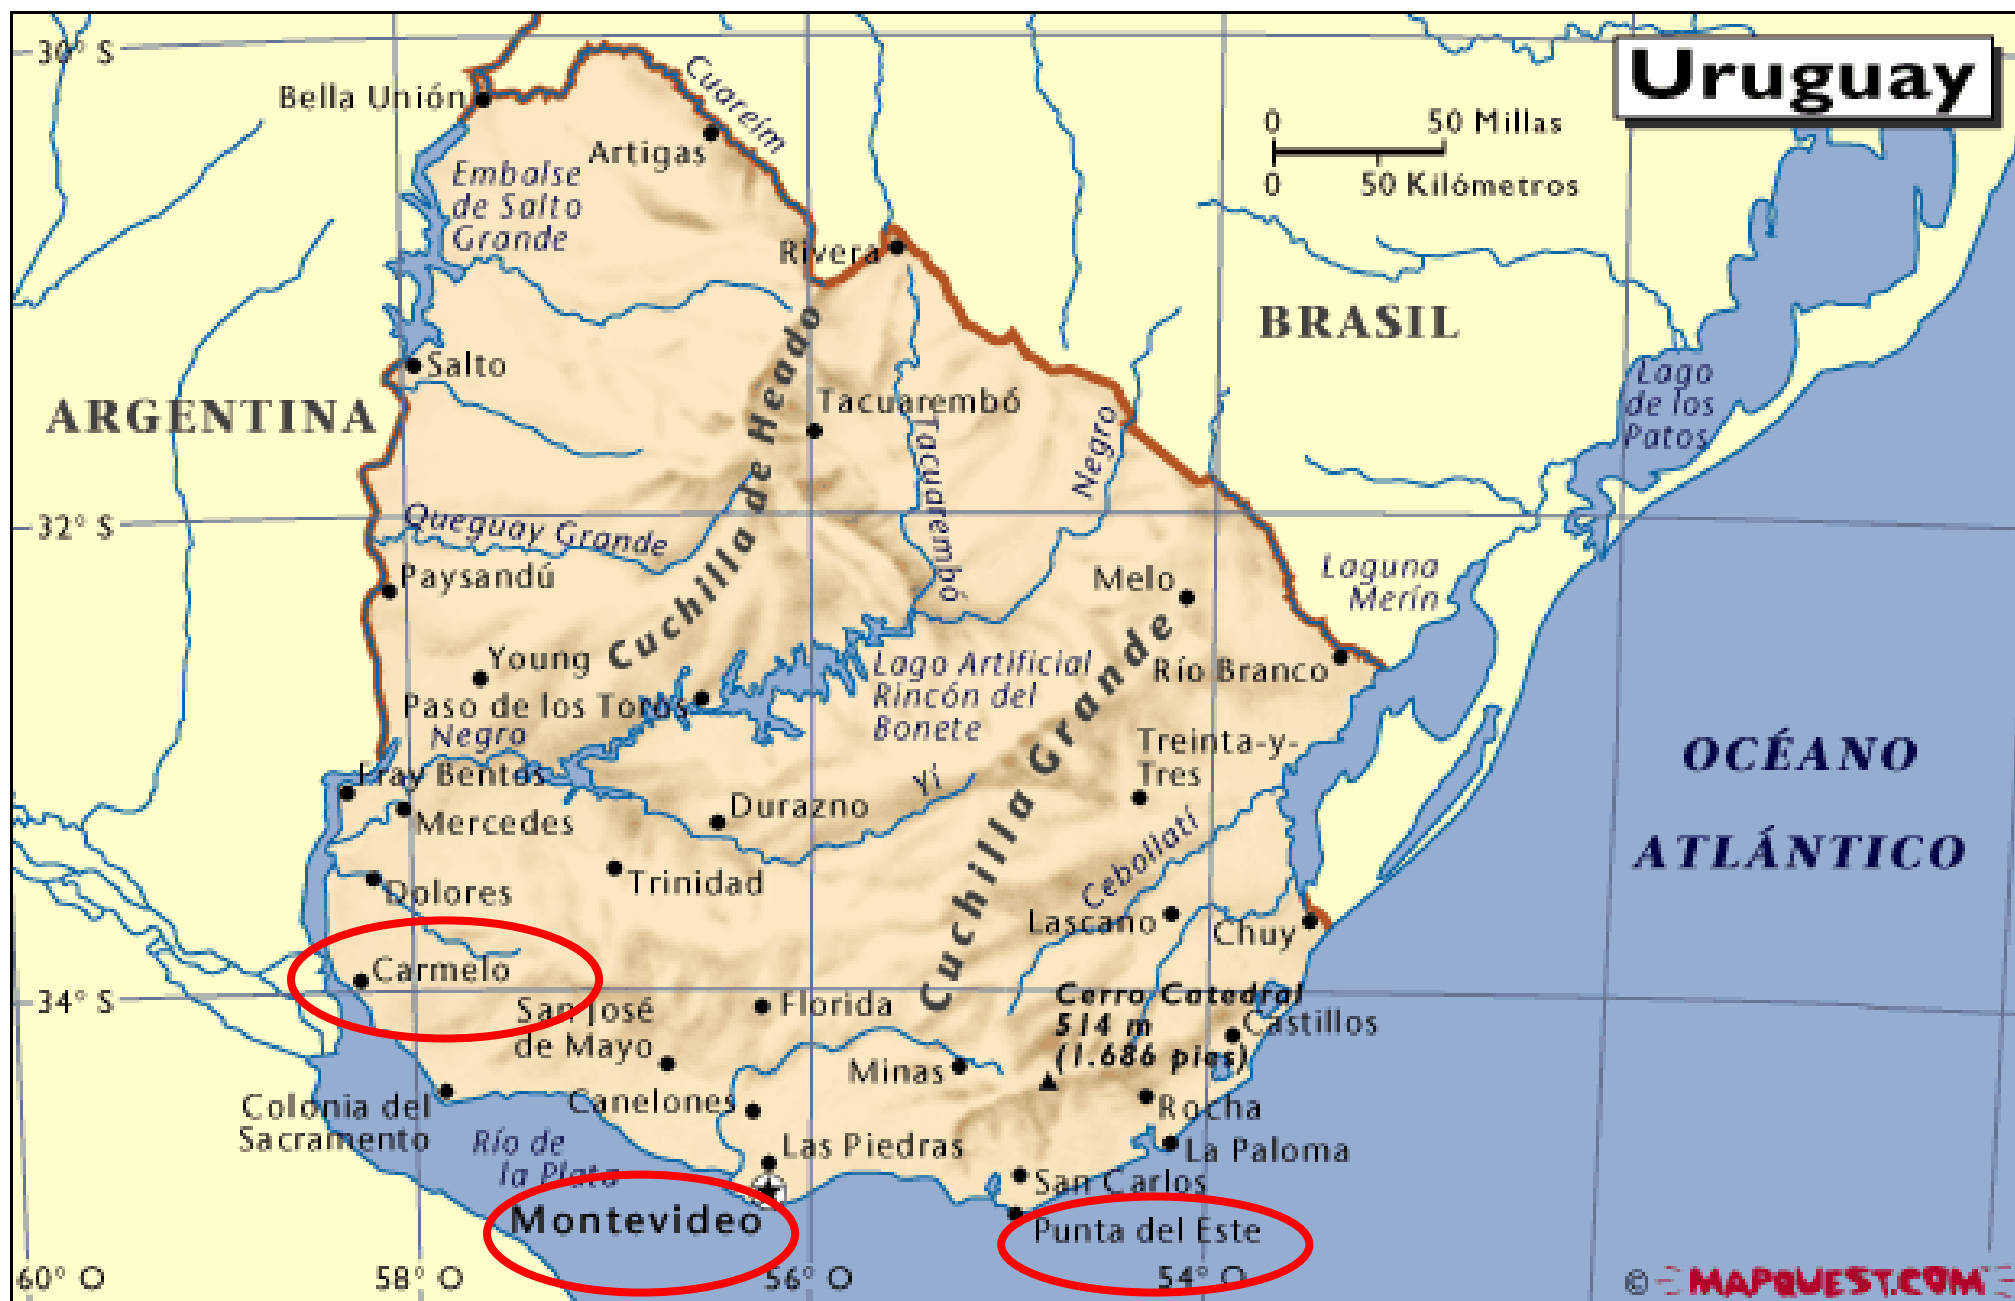 30° S
Uruguay
Bella Unión
Cuareim
0
50 Millas
0
50 Kilómetros
Artigas
Embalse
de Salto
Grande
Rivera
BRASIL
Salto
Lago
de los
Patos
ARGENTINA
Tacuarembó
Cuchilla de Haedo
Tacuarembó
Negro
32° S
Queguay Grande
Paysandú
Melo
Laguna
Merín
Young
Lago Artificial
Rincón del
Bonete
Río Branco
Paso de los Toros
Negro
Cuchilla Grande
Treinta-y-
Tres
OCÉANO
ATLÁNTICO
Fray Bentos
Yí
Durazno
Mercedes
Cebollatí
Trinidad
Dolores
Lascano
Chuy
Carmelo
34° S
San José
de Mayo
Florida
Cerro Catedral
514 m
(1.686 pies)
Castillos
Minas
Colonia del
Sacramento
Canelones
Rocha
Río de
la Plata
Las Piedras
La Paloma
San Carlos
Montevideo
Punta del Este
60° O
58° O
56° O
54° O
© MAPQUEST.COM